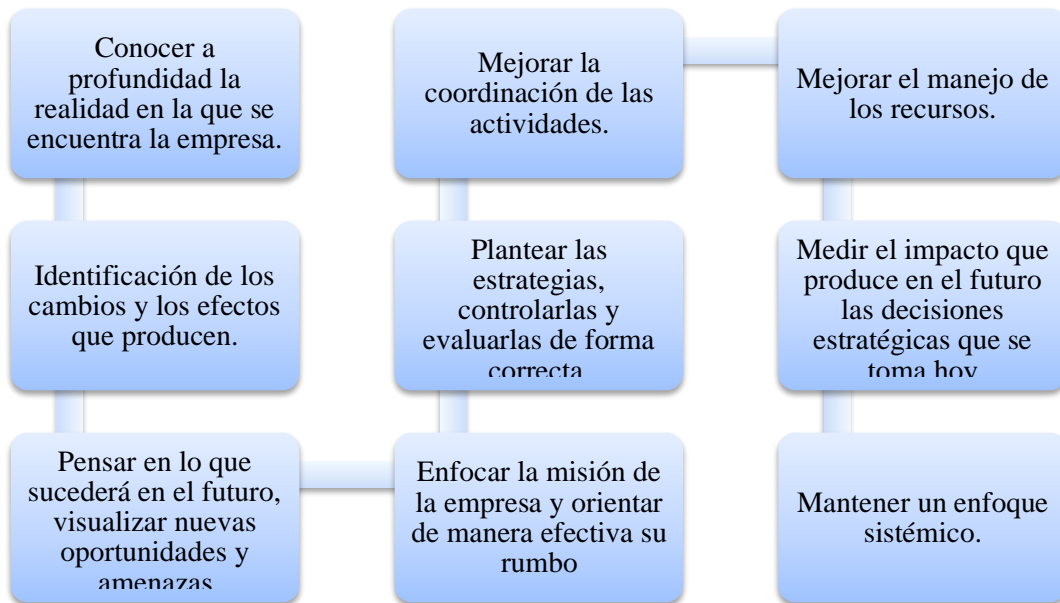 Conocer a
profundidad la
realidad en la que se
encuentra la empresa.
Identificación de los
cambios y los efectos
que producen.
Pensar en lo que
sucederá en el futuro,
visualizar nuevas
oportunidades y
amenazas
Enfocar la misión de
la empresa y orientar
de manera efectiva su
rumbo
Plantear las
estrategias,
controlarlas y
evaluarlas de forma
correcta
Mejorar la
coordinación de las
actividades.
Mejorar el manejo de
los recursos.
Medir el impacto que
produce en el futuro
las decisiones
estratégicas que se
toma hoy
Mantener un enfoque
sistémico.